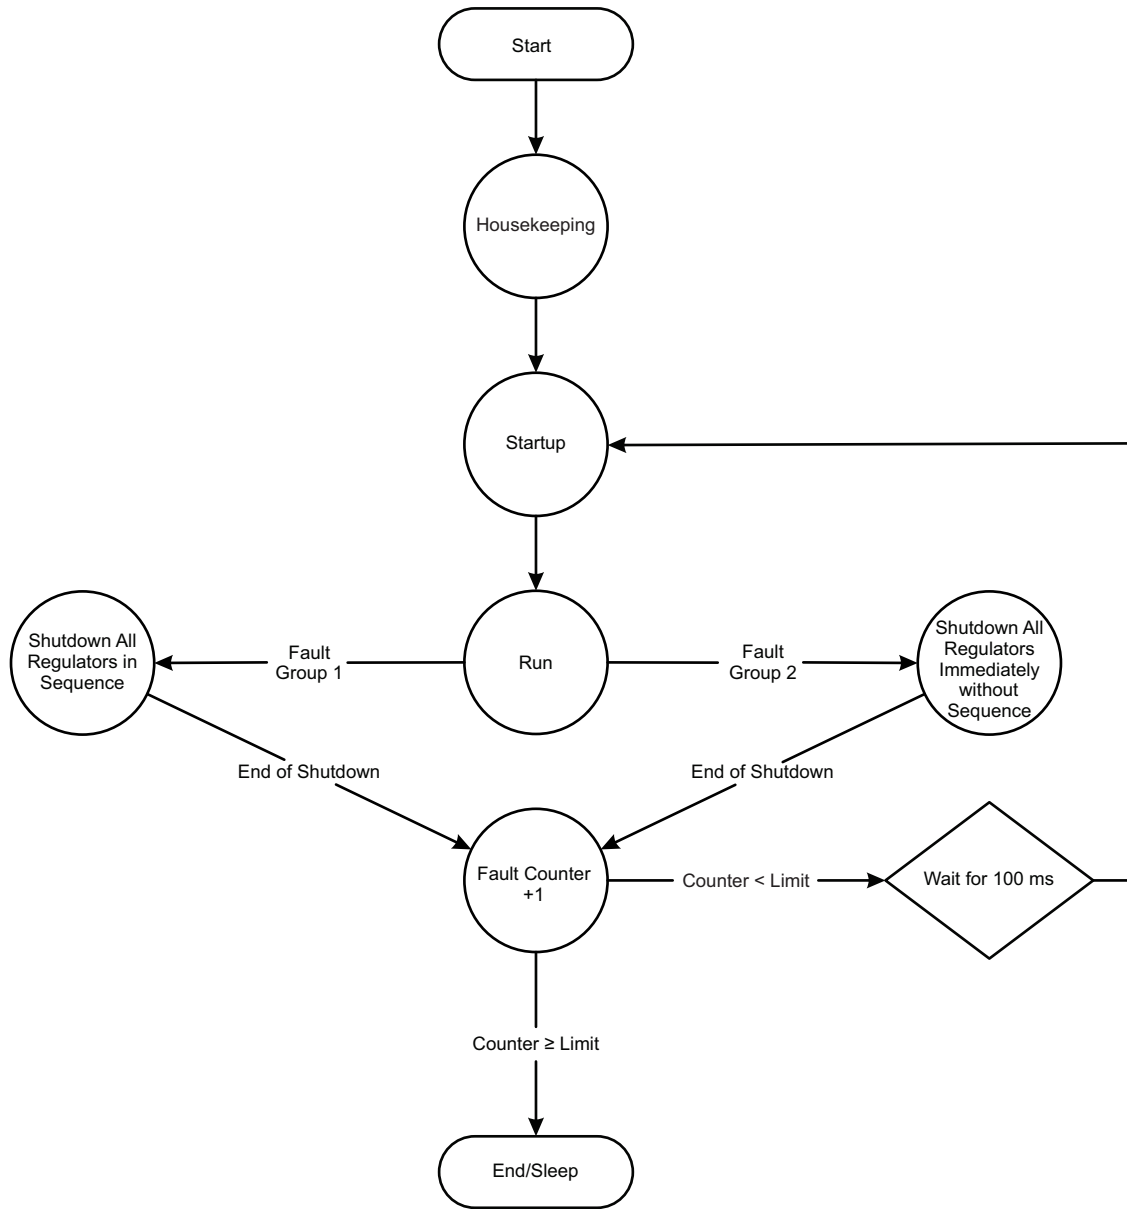 Start
Housekeeping
Startup
Shutdown All
Regulators in
Sequence
Fault
Group 1
Run
Fault
Group 2
Shutdown All
Regulators
Immediately
without
Sequence
End of Shutdown
End of Shutdown
Fault Counter
+1
Counter < Limit
Wait for 100 ms
Counter ≥ Limit
End/Sleep